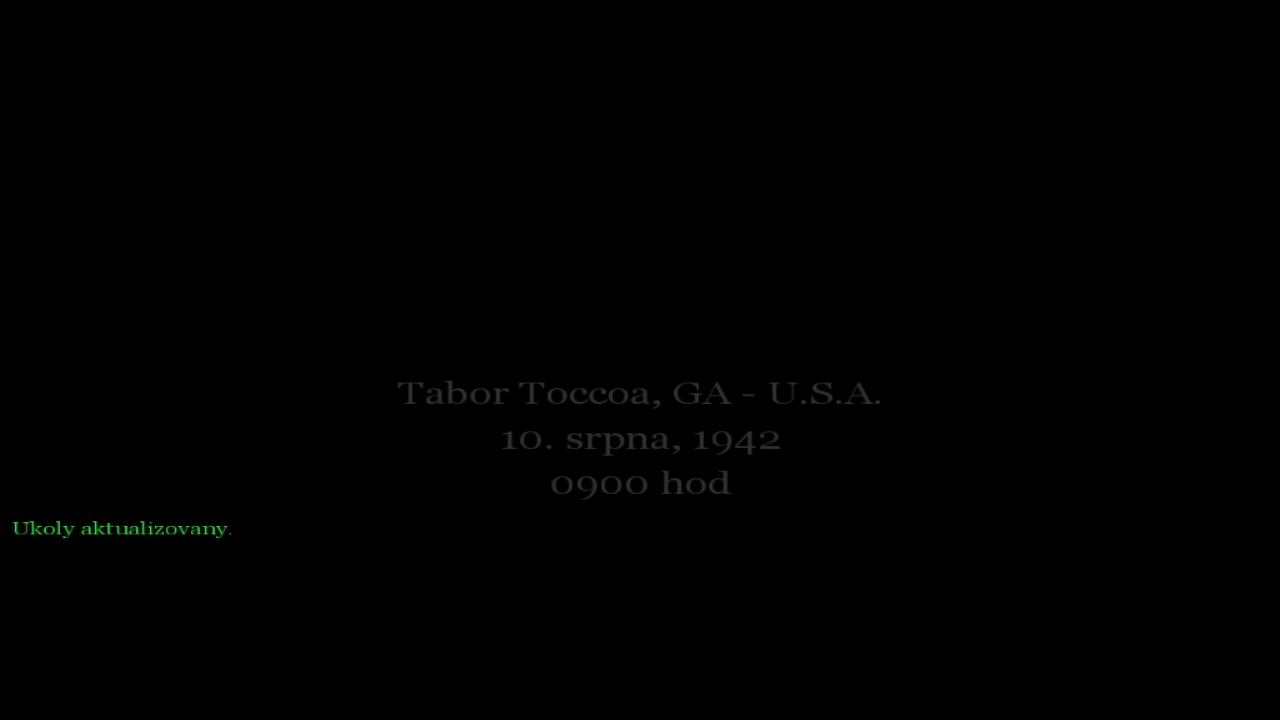 Tabor Toccoa, GA - U.S.A.
10. srpna, 1942
0900 hod
Ukoly aktualizovany.